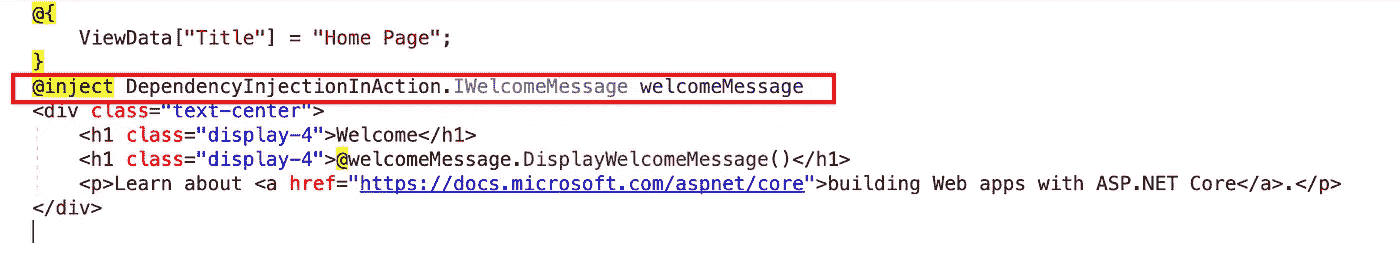 @{
ViewData["Title"] = "Home Page";
}
@inject DependencyInjectionInAction.IWelcomeMessage welcomeMessage
<div class="text-center">
<h1 class="display-4">Welcome</h1>
<h1 class="display-4">@welcomeMessage.DisplayWelcomeMessage()</h1>
<p>Learn about <a href="https://docs.microsoft.com/aspnet/core">building Web apps with ASP.NET Core</a>.</p>
</div>